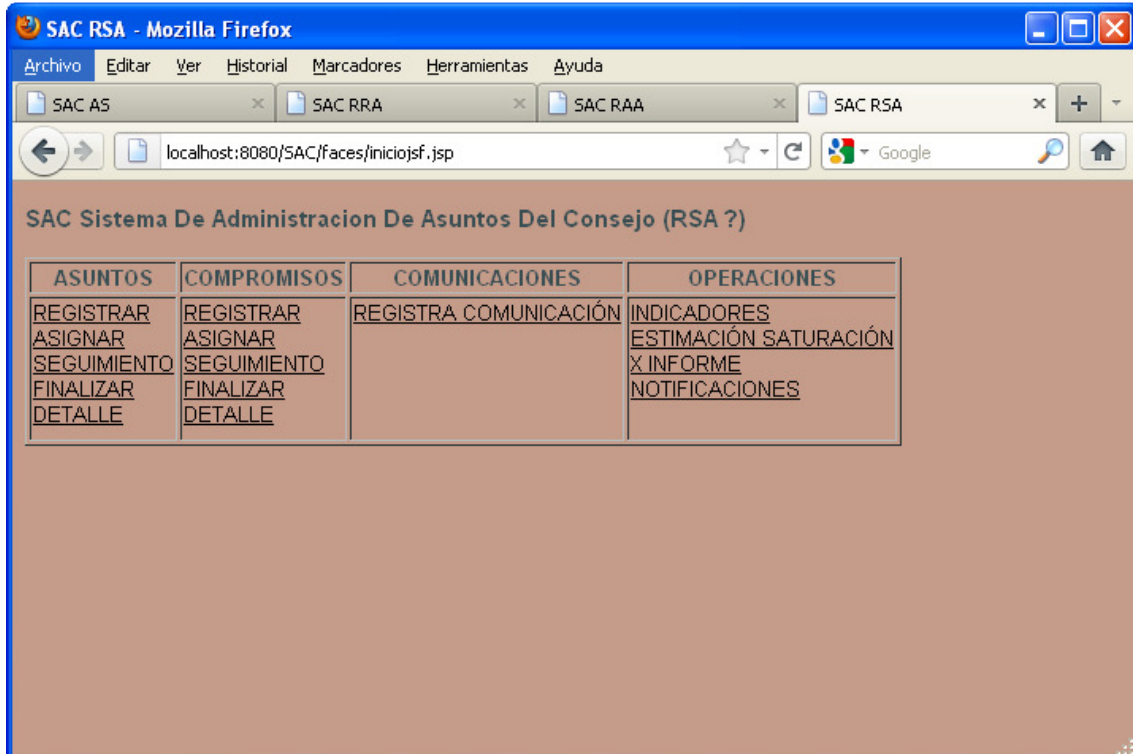 SAC RSA - Mozilla Firefox
Archivo Editar Ver Historial Marcadores Herramientas Ayuda
SAC AS SAC RRA SAC RAA SAC RSA
localhost:8080/SAC/faces/iniciojsf.jsp Google
SAC Sistema De Administracion De Asuntos Del Consejo (RSA ?)
ASUNTOS COMPROMISOS COMUNICACIONES OPERACIONES
REGISTRAR REGISTRAR REGISTRA COMUNICACIÓN INDICADORES
ASIGNAR ASIGNAR ESTIMACIÓN SATURACIÓN
SEGUIMIENTO SEGUIMIENTO X INFORME
FINALIZAR FINALIZAR NOTIFICACIONES
DETALLE DETALLE